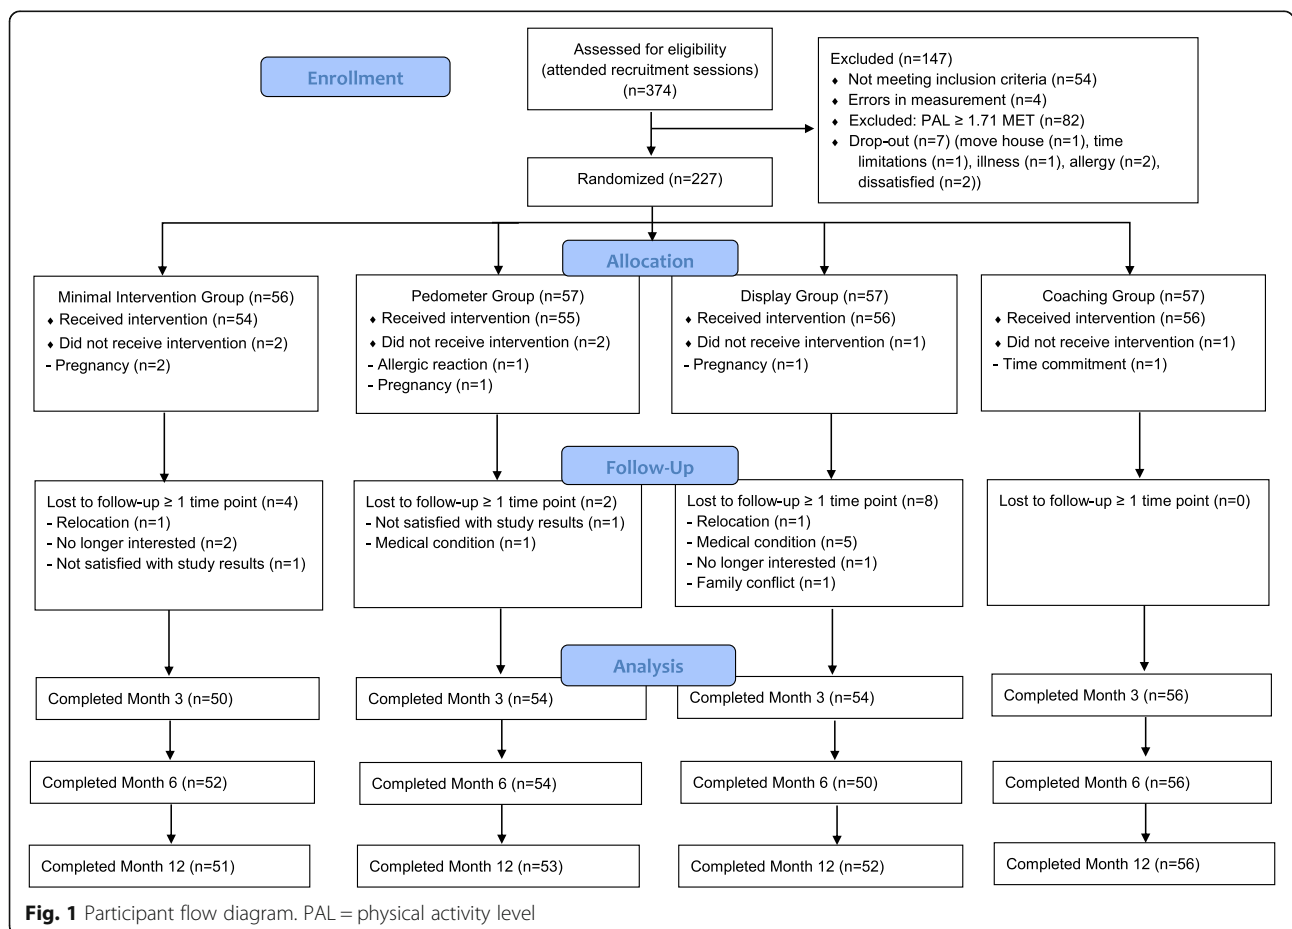 Enrollment
Assessed for eligibility
(attended recruitment sessions)
(n=374)
Excluded (n=147)
♦ Not meeting inclusion criteria (n=54)
♦ Errors in measurement (n=4)
♦ Excluded: PAL ≥ 1.71 MET (n=82)
♦ Drop-out (n=7) (move house (n=1), time
limitations (n=1), illness (n=1), allergy (n=2),
dissatisfied (n=2))
Randomized (n=227)
Allocation
Minimal Intervention Group (n=56)
♦ Received intervention (n=54)
♦ Did not receive intervention (n=2)
- Pregnancy (n=2)
Pedometer Group (n=57)
♦ Received intervention (n=55)
♦ Did not receive intervention (n=2)
- Allergic reaction (n=1)
- Pregnancy (n=1)
Display Group (n=57)
♦ Received intervention (n=56)
♦ Did not receive intervention (n=1)
- Pregnancy (n=1)
Coaching Group (n=57)
♦ Received intervention (n=56)
♦ Did not receive intervention (n=1)
- Time commitment (n=1)
Follow-Up
Lost to follow-up ≥ 1 time point (n=4)
- Relocation (n=1)
- No longer interested (n=2)
- Not satisfied with study results (n=1)
Lost to follow-up ≥ 1 time point (n=2)
- Not satisfied with study results (n=1)
- Medical condition (n=1)
Lost to follow-up ≥ 1 time point (n=8)
- Relocation (n=1)
- Medical condition (n=5)
- No longer interested (n=1)
- Family conflict (n=1)
Lost to follow-up ≥ 1 time point (n=0)
Analysis
Completed Month 3 (n=50)
Completed Month 3 (n=54)
Completed Month 3 (n=54)
Completed Month 3 (n=56)
Completed Month 6 (n=52)
Completed Month 6 (n=54)
Completed Month 6 (n=50)
Completed Month 6 (n=56)
Completed Month 12 (n=51)
Completed Month 12 (n=53)
Completed Month 12 (n=52)
Completed Month 12 (n=56)
Fig. 1 Participant flow diagram. PAL = physical activity level